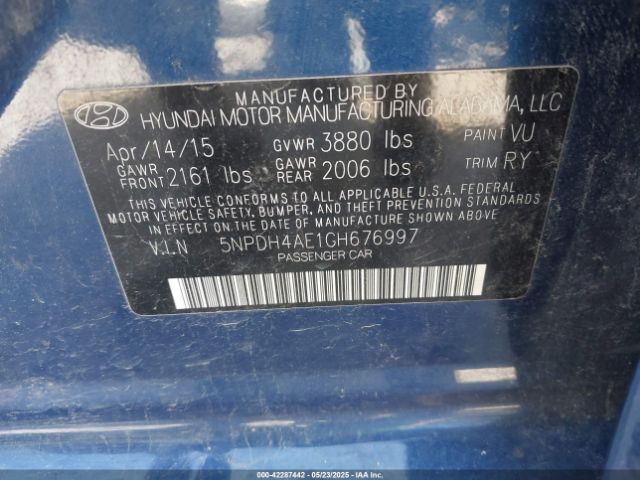 MANUFACTURED BY
HYUNDAI MOTOR MANUFACTURING ALABAMA, LLC
Apr/14/15 GVWR 3880 lbs PAINT VU
GAWR FRONT 2161 lbs GAWR REAR 2006 lbs TRIM RY
THIS VEHICLE CONFORMS TO ALL APPLICABLE U.S.A. FEDERAL
MOTOR VEHICLE SAFETY, BUMPER, AND THEFT PREVENTION
STANDARDS IN EFFECT ON THE DATE OF MANUFACTURE SHOWN ABOVE.
V.I.N 5NPDH4AE1GH676997
PASSENGER CAR
000-42287442 • 05/23/2025 • IAAI.COM